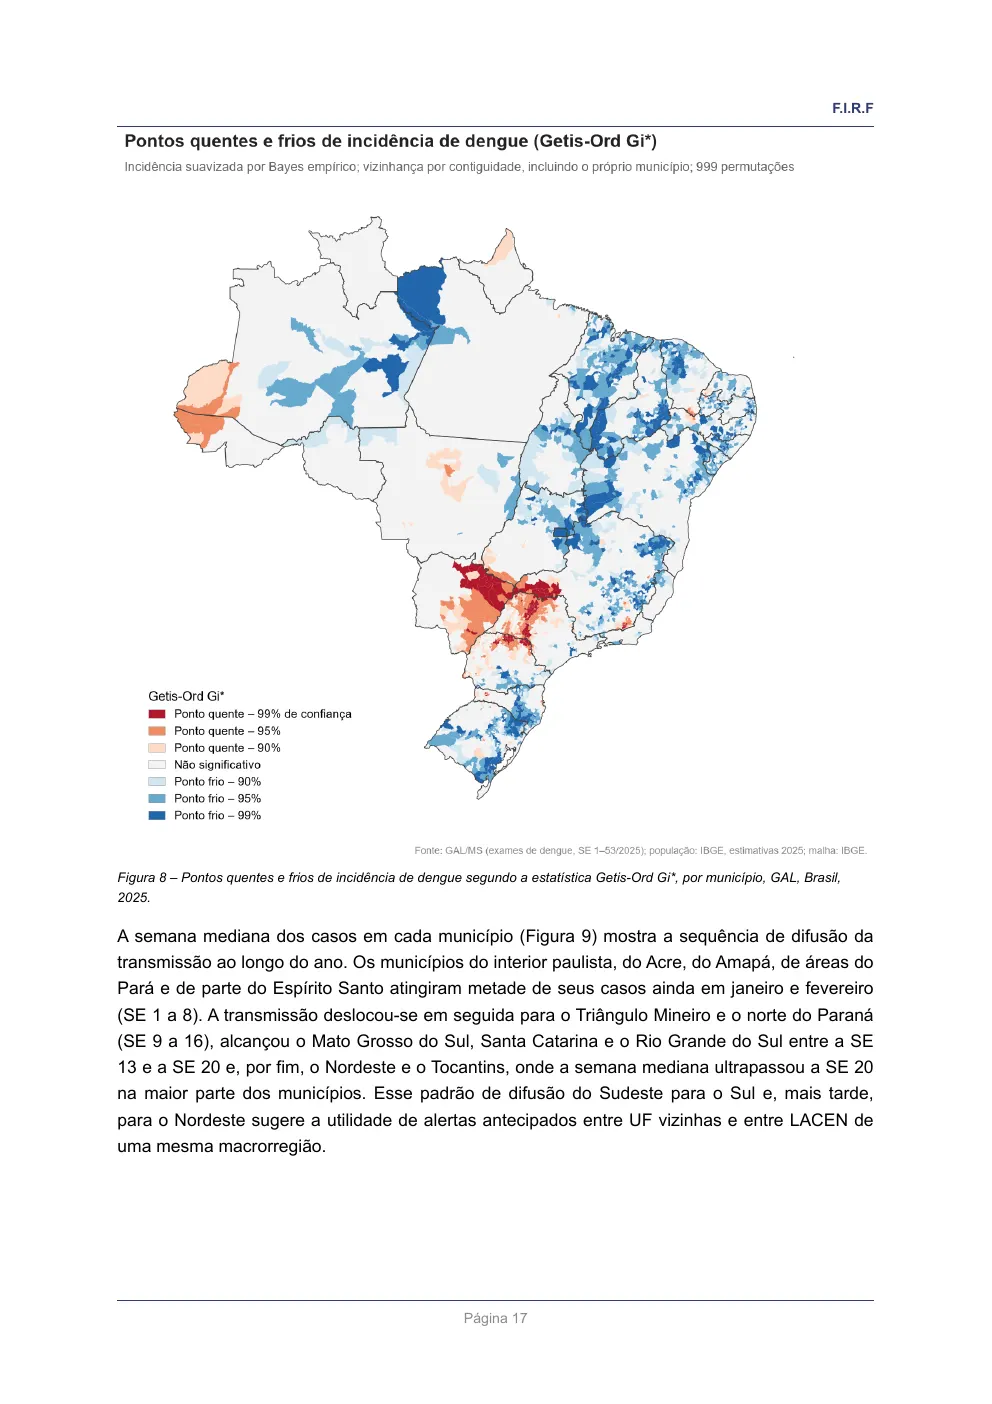 F.I.R.F
Pontos quentes e frios de incidência de dengue (Getis-Ord Gi*)
Incidência suavizada por Bayes empírico; vizinhança por contiguidade, incluindo o próprio município; 999 permutações
Getis-Ord Gi*
Ponto quente – 99% de confiança
Ponto quente – 95%
Ponto quente – 90%
Não significativo
Ponto frio – 90%
Ponto frio – 95%
Ponto frio – 99%
Fonte: GAL/MS (exames de dengue, SE 1–53/2025); população: IBGE, estimativas 2025; malha: IBGE.
Figura 8 – Pontos quentes e frios de incidência de dengue segundo a estatística Getis-Ord Gi*, por município, GAL, Brasil,
2025.
A semana mediana dos casos em cada município (Figura 9) mostra a sequência de difusão da
transmissão ao longo do ano. Os municípios do interior paulista, do Acre, do Amapá, de áreas do
Pará e de parte do Espírito Santo atingiram metade de seus casos ainda em janeiro e fevereiro
(SE 1 a 8). A transmissão deslocou-se em seguida para o Triângulo Mineiro e o norte do Paraná
(SE 9 a 16), alcançou o Mato Grosso do Sul, Santa Catarina e o Rio Grande do Sul entre a SE
13 e a SE 20 e, por fim, o Nordeste e o Tocantins, onde a semana mediana ultrapassou a SE 20
na maior parte dos municípios. Esse padrão de difusão do Sudeste para o Sul e, mais tarde,
para o Nordeste sugere a utilidade de alertas antecipados entre UF vizinhas e entre LACEN de
uma mesma macrorregião.
Página 17